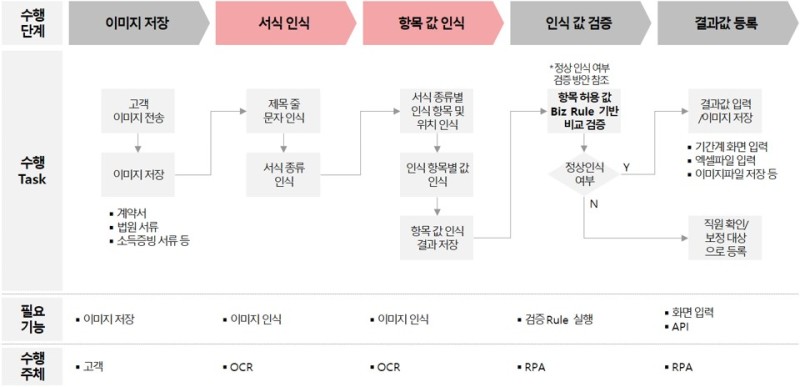 수행
단계
이미지 저장
서식 인식
항목 값 인식
인식 값 검증
결과값 등록
수행
Task
고객
이미지 전송
이미지 저장
▪ 계약서
▪ 법원 서류
▪ 소득증빙 서류 등
제목 줄
문자 인식
서식 종류
인식
서식 종류별
인식 항목 및
위치 인식
인식 항목별 값
인식
항목 값 인식
결과 저장
* 정상 인식 여부
검증 방안 참조
항목 허용 값
Biz Rule 기반
비교 검증
정상인식
여부
Y
N
결과값 입력
/이미지 저장
▪ 기간계 화면 입력
▪ 엑셀파일 입력
▪ 이미지파일 저장 등
직원 확인/
보정 대상
으로 등록
필요
기능
▪ 이미지 저장
▪ 이미지 인식
▪ 이미지 인식
▪ 검증 Rule 실행
▪ 화면 입력
▪ API
수행
주체
▪ 고객
▪ OCR
▪ OCR
▪ RPA
▪ RPA